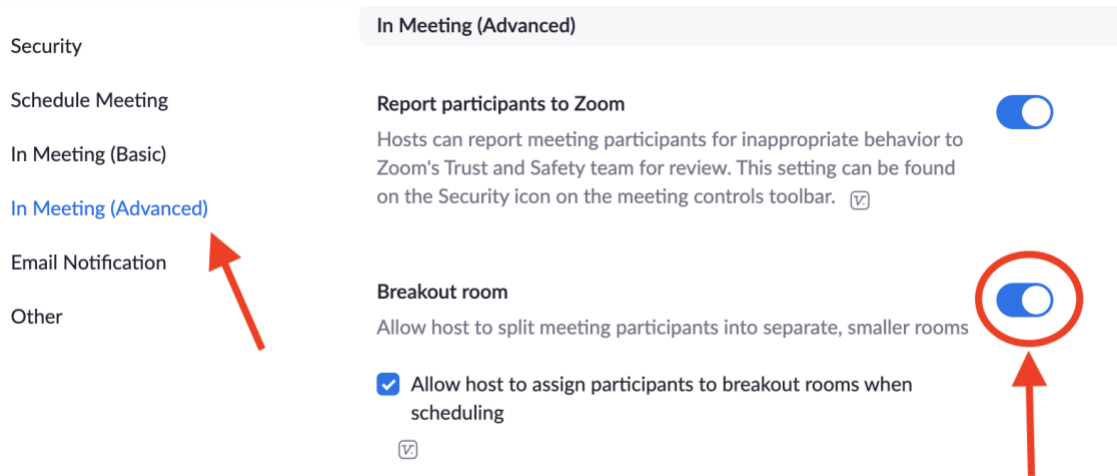 In Meeting (Advanced)
Security
Schedule Meeting
In Meeting (Basic)
In Meeting (Advanced)
Email Notification
Other
Report participants to Zoom
Hosts can report meeting participants for inappropriate behavior to
Zoom's Trust and Safety team for review. This setting can be found
on the Security icon on the meeting controls toolbar. V.
Breakout room
Allow host to split meeting participants into separate, smaller rooms
Allow host to assign participants to breakout rooms when
scheduling
V.